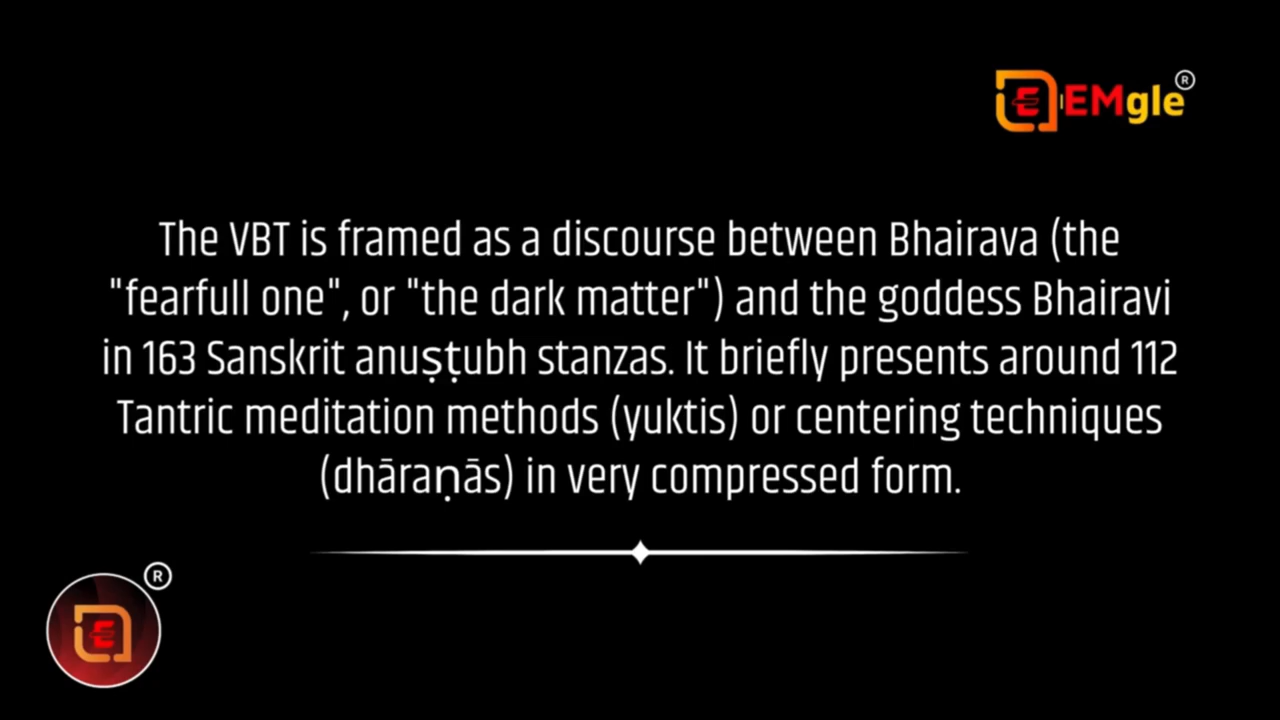 EMgle
®
The VBT is framed as a discourse between Bhairava (the
"fearfull one", or "the dark matter") and the goddess Bhairavi
in 163 Sanskrit anuṣṭubh stanzas. It briefly presents around 112
Tantric meditation methods (yuktis) or centering techniques
(dhāraṇās) in very compressed form.
®
E